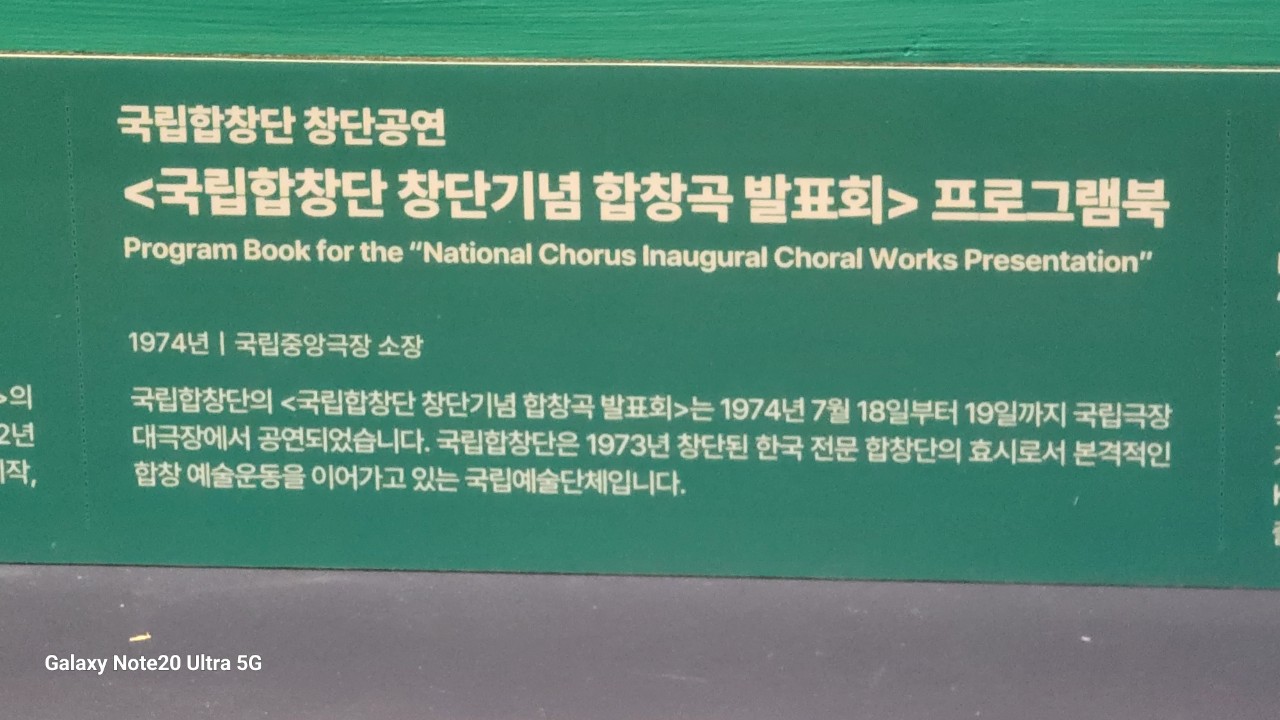 국립합창단 창단공연
<국립합창단 창단기념 합창곡 발표회> 프로그램북
Program Book for the “National Chorus Inaugural Choral Works Presentation”
1974년 | 국립중앙극장 소장
국립합창단의 <국립합창단 창단기념 합창곡 발표회>는 1974년 7월 18일부터 19일까지 국립극장
대극장에서 공연되었습니다. 국립합창단은 1973년 창단된 한국 전문 합창단의 효시로서 본격적인
합창 예술운동을 이어가고 있는 국립예술단체입니다.
>의
2년
작,
Galaxy Note20 Ultra 5G